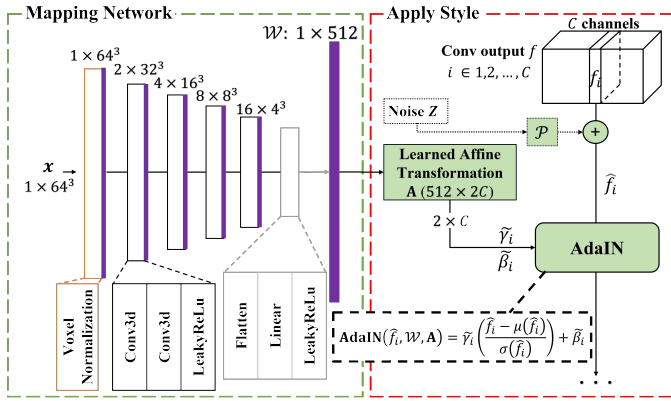 Mapping Network
Apply Style
𝒲: 1 × 512
1 × 64³
2 × 32³
4 × 16³
8 × 8³
16 × 4³
x
1 × 64³
Voxel
Normalization
Conv3d
Conv3d
LeakyReLu
Flatten
Linear
LeakyReLu
C channels
Conv output f
i ∈ 1,2, ..., C
f_i
Noise Z
𝒫
+
f̂_i
Learned Affine
Transformation
A (512 × 2C)
2 × C
γ̃_i
β̃_i
AdaIN
AdaIN(f̂_i, 𝒲, A) = γ̃_i ((f̂_i − μ(f̂_i)) / σ(f̂_i)) + β̃_i
. . .